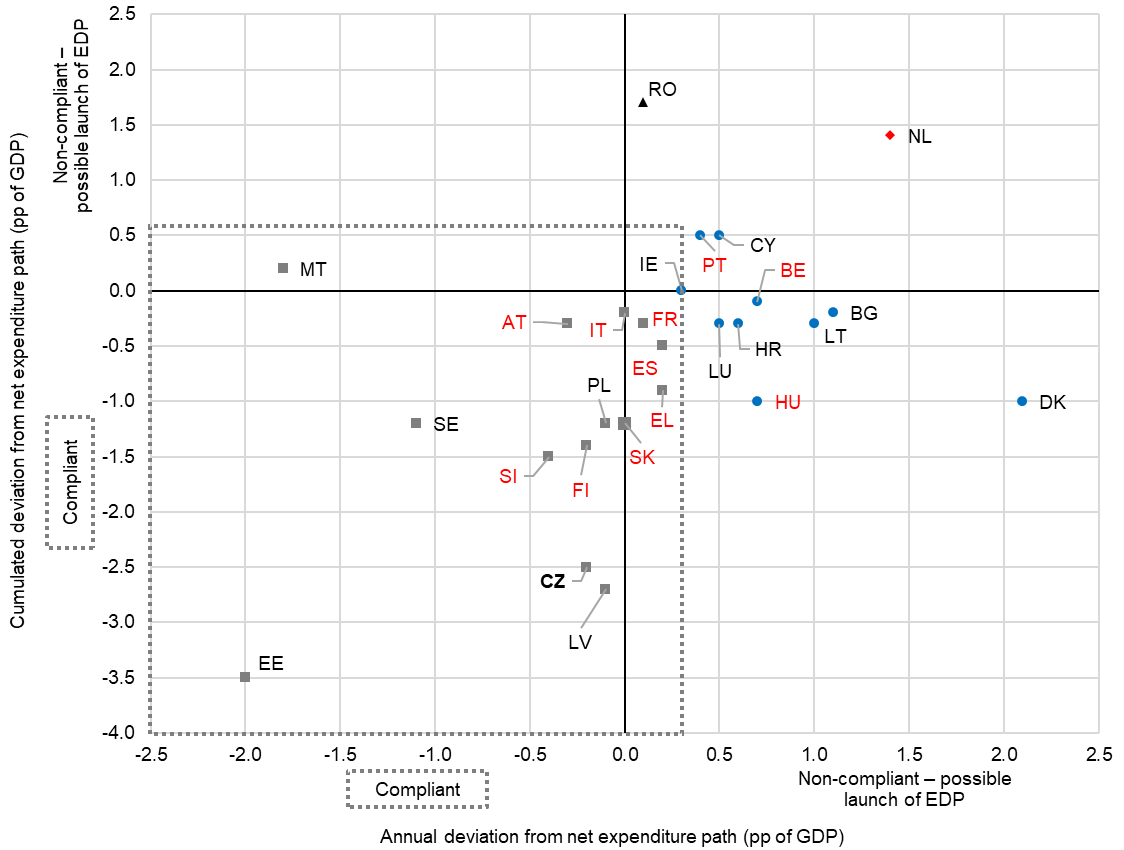 Cumulated deviation from net expenditure path (pp of GDP)
Non-compliant –
possible launch of EDP
Compliant
2.5
2.0
1.5
1.0
0.5
0.0
-0.5
-1.0
-1.5
-2.0
-2.5
-3.0
-3.5
-4.0
RO
NL
CY
PT
IE
BE
MT
AT
IT
FR
BG
LT
HR
LU
ES
PL
EL
HU
DK
SE
SK
SI
FI
CZ
LV
EE
-2.5
-2.0
-1.5
-1.0
-0.5
0.0
0.5
1.0
1.5
2.0
2.5
Compliant
Non-compliant – possible
launch of EDP
Annual deviation from net expenditure path (pp of GDP)